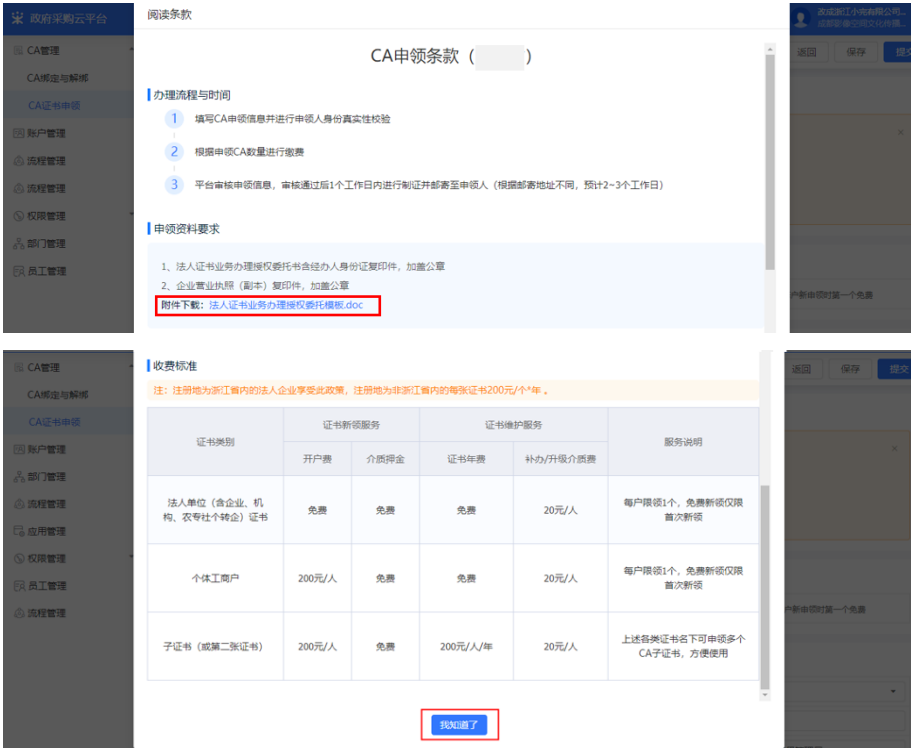 政府采购云平台
CA管理
CA绑定与解绑
CA证书申领
账户管理
流程管理
流程管理
权限管理
部门管理
员工管理
阅读条款
CA申领条款（ ）
办理流程与时间
1 填写CA申领信息并进行申领人身份真实性校验
2 根据申领CA数量进行缴费
3 平台审核申领信息，审核通过后1个工作日内进行制证并邮寄至申领人（根据邮寄地址不同，预计2~3个工作日）
申领资料要求
1、法人证书业务办理授权委托书含经办人身份证复印件，加盖公章
2、企业营业执照（副本）复印件，加盖公章
附件下载：法人证书业务办理授权委托模板.doc
返回 保存 提交
户新申领时第一个免费
CA管理
CA绑定与解绑
CA证书申领
账户管理
部门管理
流程管理
应用管理
权限管理
员工管理
流程管理
收费标准
注：注册地为浙江省内的法人企业享受此政策，注册地为非浙江省内的每张证书200元/个*年 。
证书类别 证书新领服务 证书维护服务 服务说明
开户费 介质押金 证书年费 补办/升级介质费
法人单位（含企业、机
构、农专社个转企）证书
免费 免费 免费 20元/人
每户限领1个，免费新领仅限
首次新领
个体工商户 200元/人 免费 免费 20元/人
每户限领1个，免费新领仅限
首次新领
子证书（或第二张证书） 200元/人 免费 200元/人/年 20元/人
上述各类证书名下可申领多个
CA子证书，方便使用
我知道了
返回 保存 提交
户新申领时第一个免费